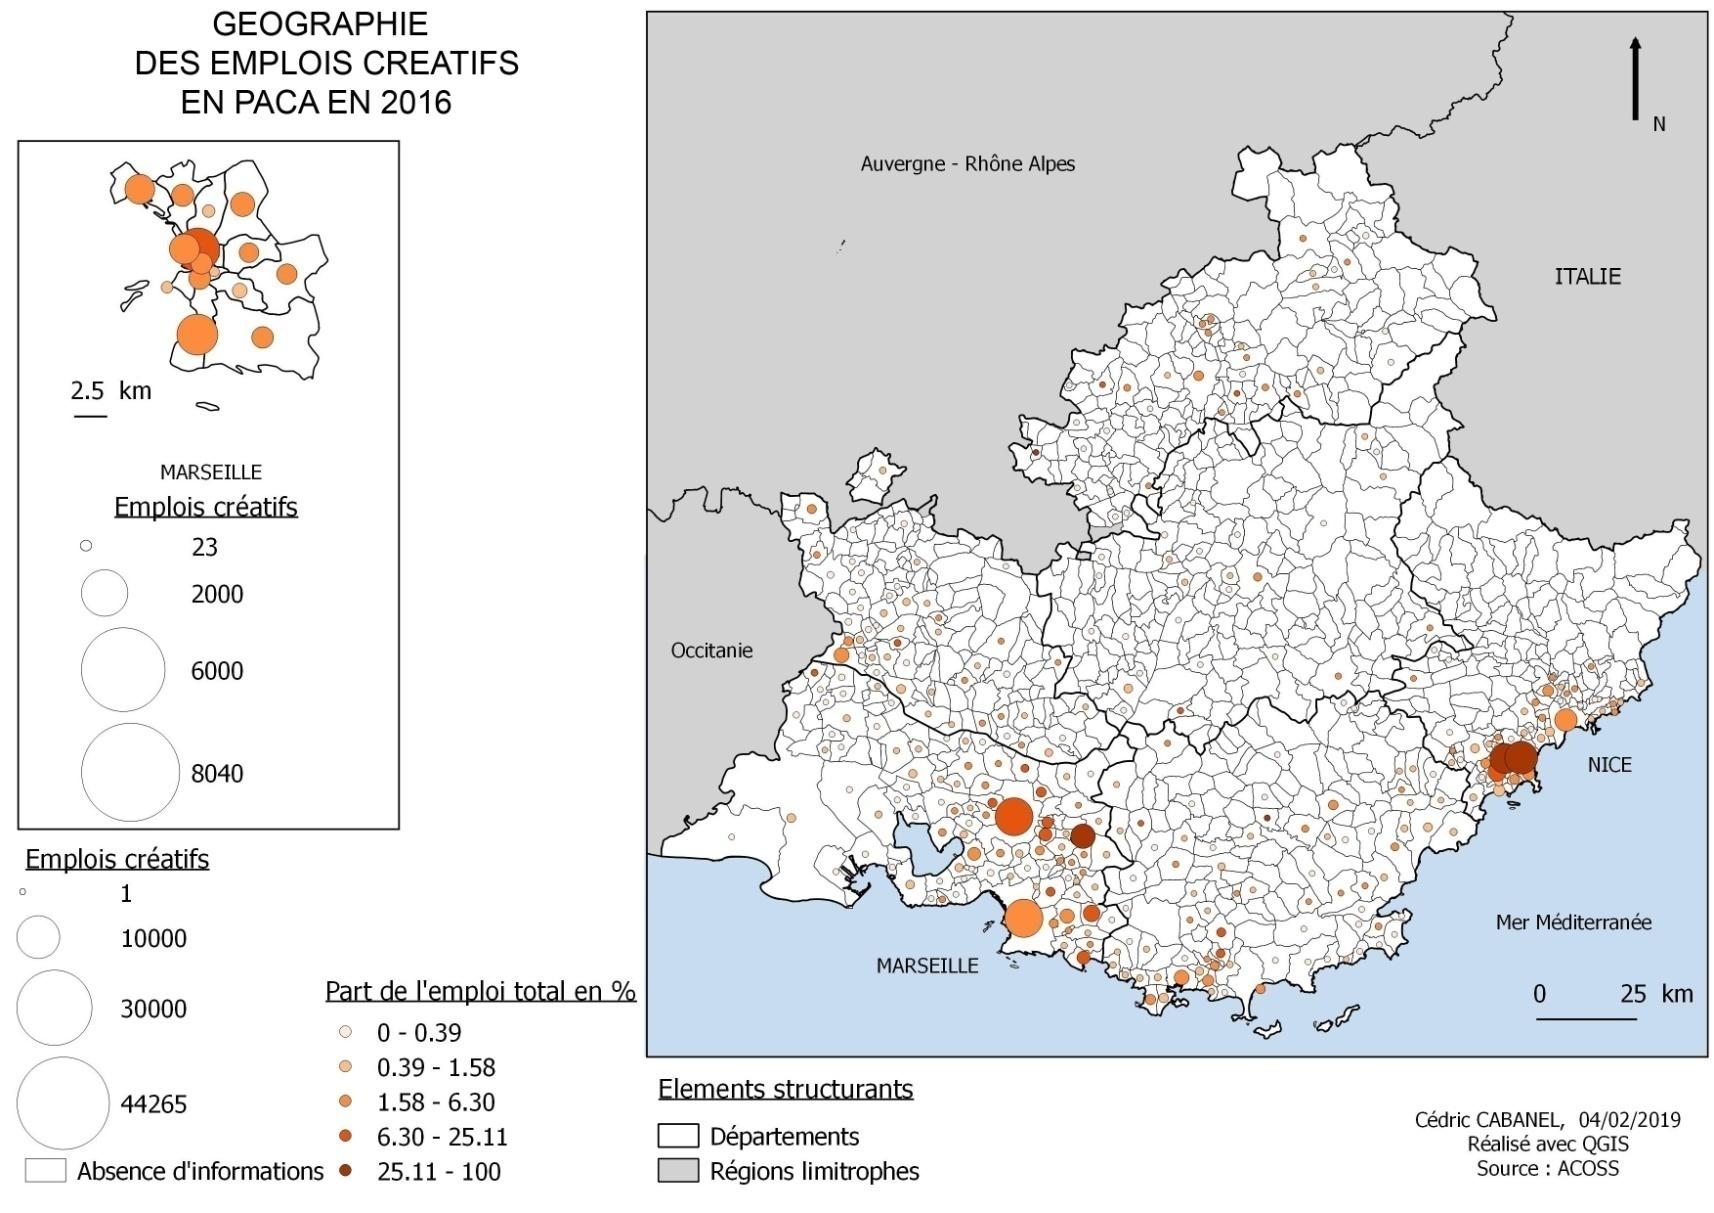 GEOGRAPHIE
DES EMPLOIS CREATIFS
EN PACA EN 2016
2.5 km
MARSEILLE
Emplois créatifs
23
2000
6000
8040
Emplois créatifs
1
10000
30000
44265
Absence d'informations
Part de l'emploi total en %
0 - 0.39
0.39 - 1.58
1.58 - 6.30
6.30 - 25.11
25.11 - 100
Auvergne - Rhône Alpes
N
ITALIE
Occitanie
NICE
Mer Méditerranée
MARSEILLE
0 25 km
Elements structurants
Départements
Régions limitrophes
Cédric CABANEL, 04/02/2019
Réalisé avec QGIS
Source : ACOSS